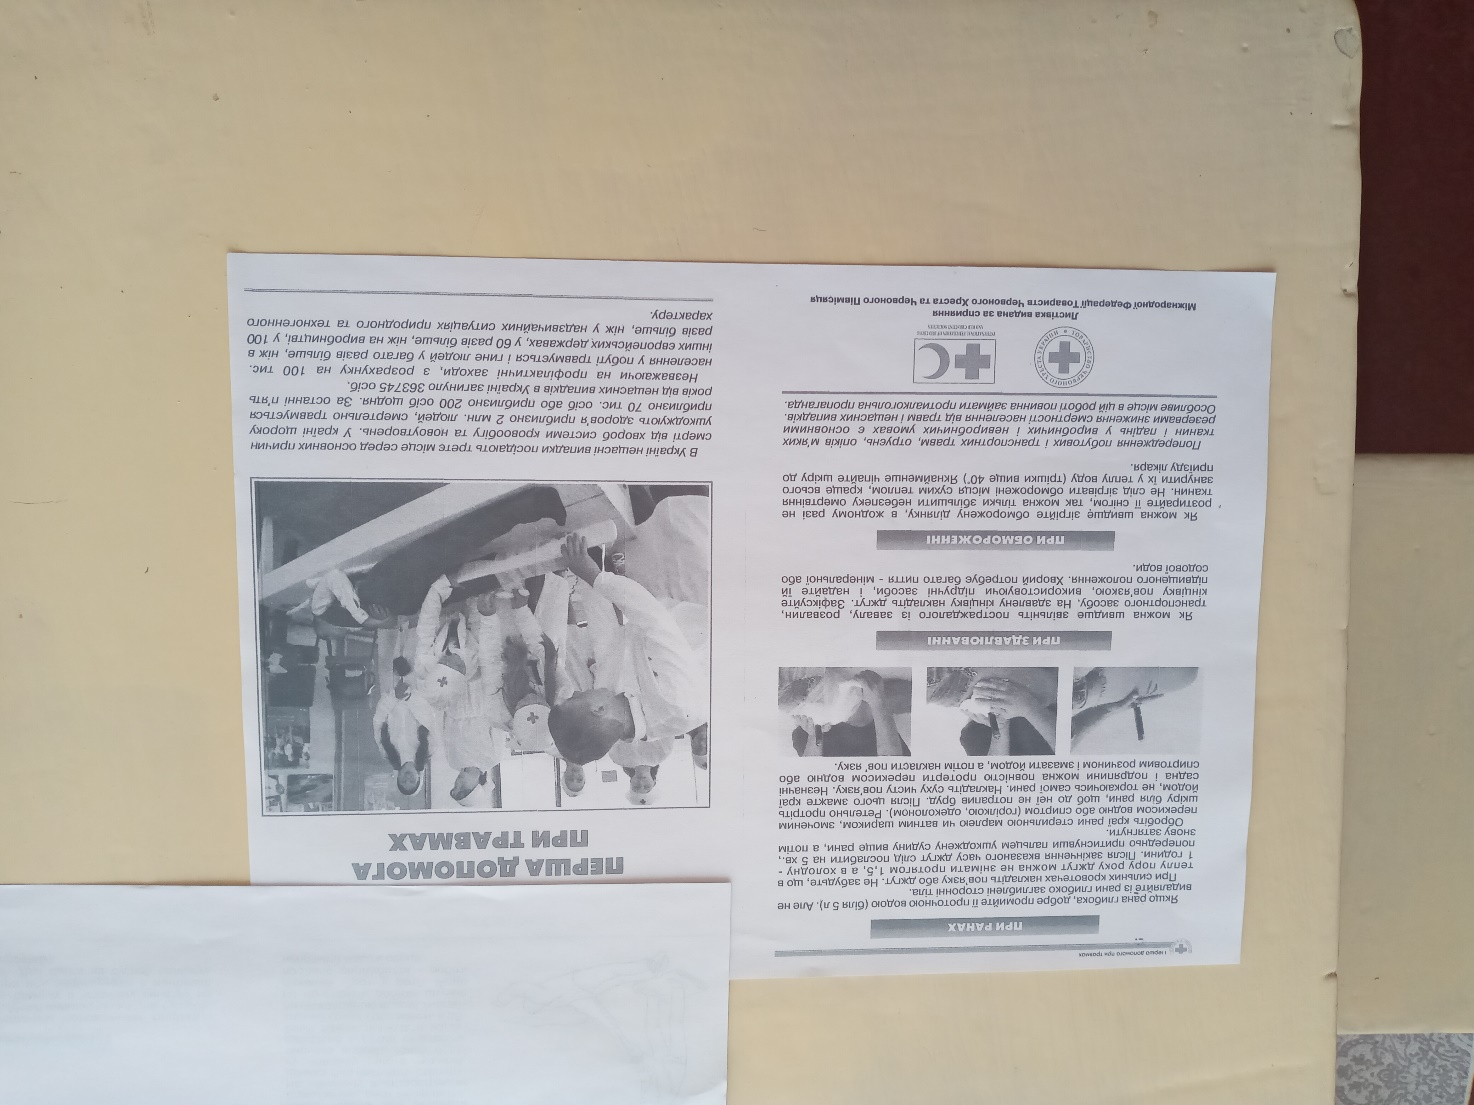 Перша допомога при травмах
ПРИ РАНАХ
Якщо рана глибока, добре промийте її проточною водою (біля 5 л). Але не
видаляйте із рани глибоко заглиблені сторонні тіла.
При сильних кровотечах накладіть пов'язку або джгут. Не забудьте, що в
теплу пору року джгут можна не знімати протягом 1,5, а в холодну -
1 години. Після закінчення вказаного часу джгут слід послабити на 5 хв.,
попередньо притиснувши пальцем ушкоджену судину вище рани, а потім
знову затягнути.
Обробіть краї рани стерильною марлею чи ватним шариком, змоченим
перекисом водню або спиртом (горілкою, одеколоном). Ретельно протріть
шкіру біля рани, щоб до неї не потрапив бруд. Після цього змажте краї
йодом, не торкаючись самої рани. Накладіть суху чисту пов'язку. Незначні
садна і подряпини можна повністю протерти перекисом водню або
спиртовим розчином і змазати йодом, а потім накласти пов'язку.
ПРИ ЗДАВЛЮВАННІ
Як можна швидше звільніть постраждалого із завалу, розвалин,
транспортного засобу. На здавлену кінцівку накладіть джгут. Зафіксуйте
кінцівку пов'язкою, використовуючи підручні засоби, і надайте їй
підвищеного положення. Хворий потребує багато пиття - мінеральної або
содової води.
ПРИ ОБМОРОЖЕННІ
Як можна швидше зігрійте обморожену ділянку, в жодному разі не
розтирайте її снігом, так можна тільки збільшити небезпеку омертвіння
тканин. Не слід зігрівати обморожені місця сухим теплом, краще всього
занурити їх у теплу воду (трішки вище 40°) Якнайменше чіпайте шкіру до
приїзду лікаря.
Попередження побутових і транспортних травм, отруєнь, опіків м'яких
тканин і падінь у виробничих і невиробничих умовах є основними
резервами зниження смертності населення від травм і нещасних випадків.
Особливе місце в цій роботі повинна займати протиалкогольна пропаганда.
ТОВАРИСТВО ЧЕРВОНОГО ХРЕСТА УКРАЇНИ
Листівка видана за сприяння
Міжнародної Федерації Товариств Червоного Хреста та Червоного Півмісяця
ПЕРША ДОПОМОГА
ПРИ ТРАВМАХ
В Україні нещасні випадки посідають третє місце серед основних причин
смерті від хвороб системи кровообігу та новоутворень. У країні щороку
ушкоджують здоров'я приблизно 2 млн. людей, смертельно травмується
приблизно 70 тис. осіб або приблизно 200 осіб щодня. За останні п'ять
років від нещасних випадків в Україні загинуло 363745 осіб.
Незважаючи на профілактичні заходи, з розрахунку на 100 тис.
населення у побуті травмується і гине людей у багато разів більше, ніж в
інших європейських державах, у 60 разів більше, ніж на виробництві, у 100
разів більше, ніж у надзвичайних ситуаціях природного та техногенного
характеру.